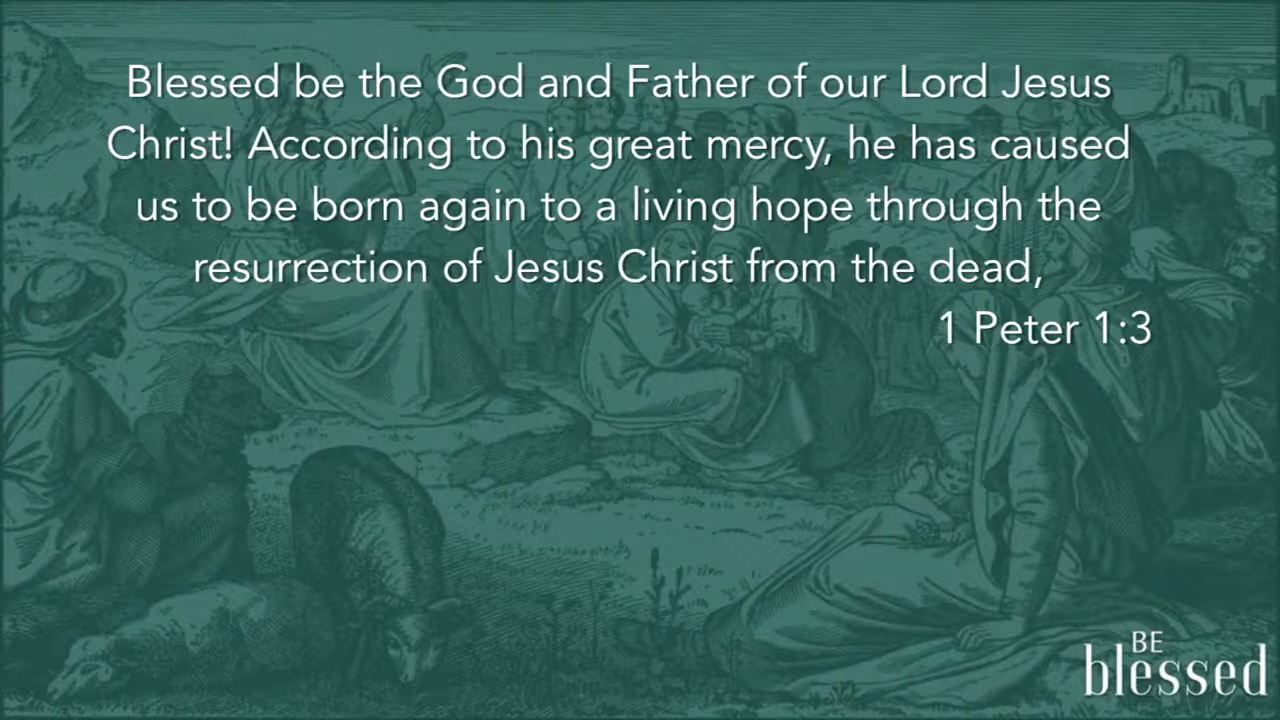 Blessed be the God and Father of our Lord Jesus
Christ! According to his great mercy, he has caused
us to be born again to a living hope through the
resurrection of Jesus Christ from the dead,
1 Peter 1:3
BE
blessed